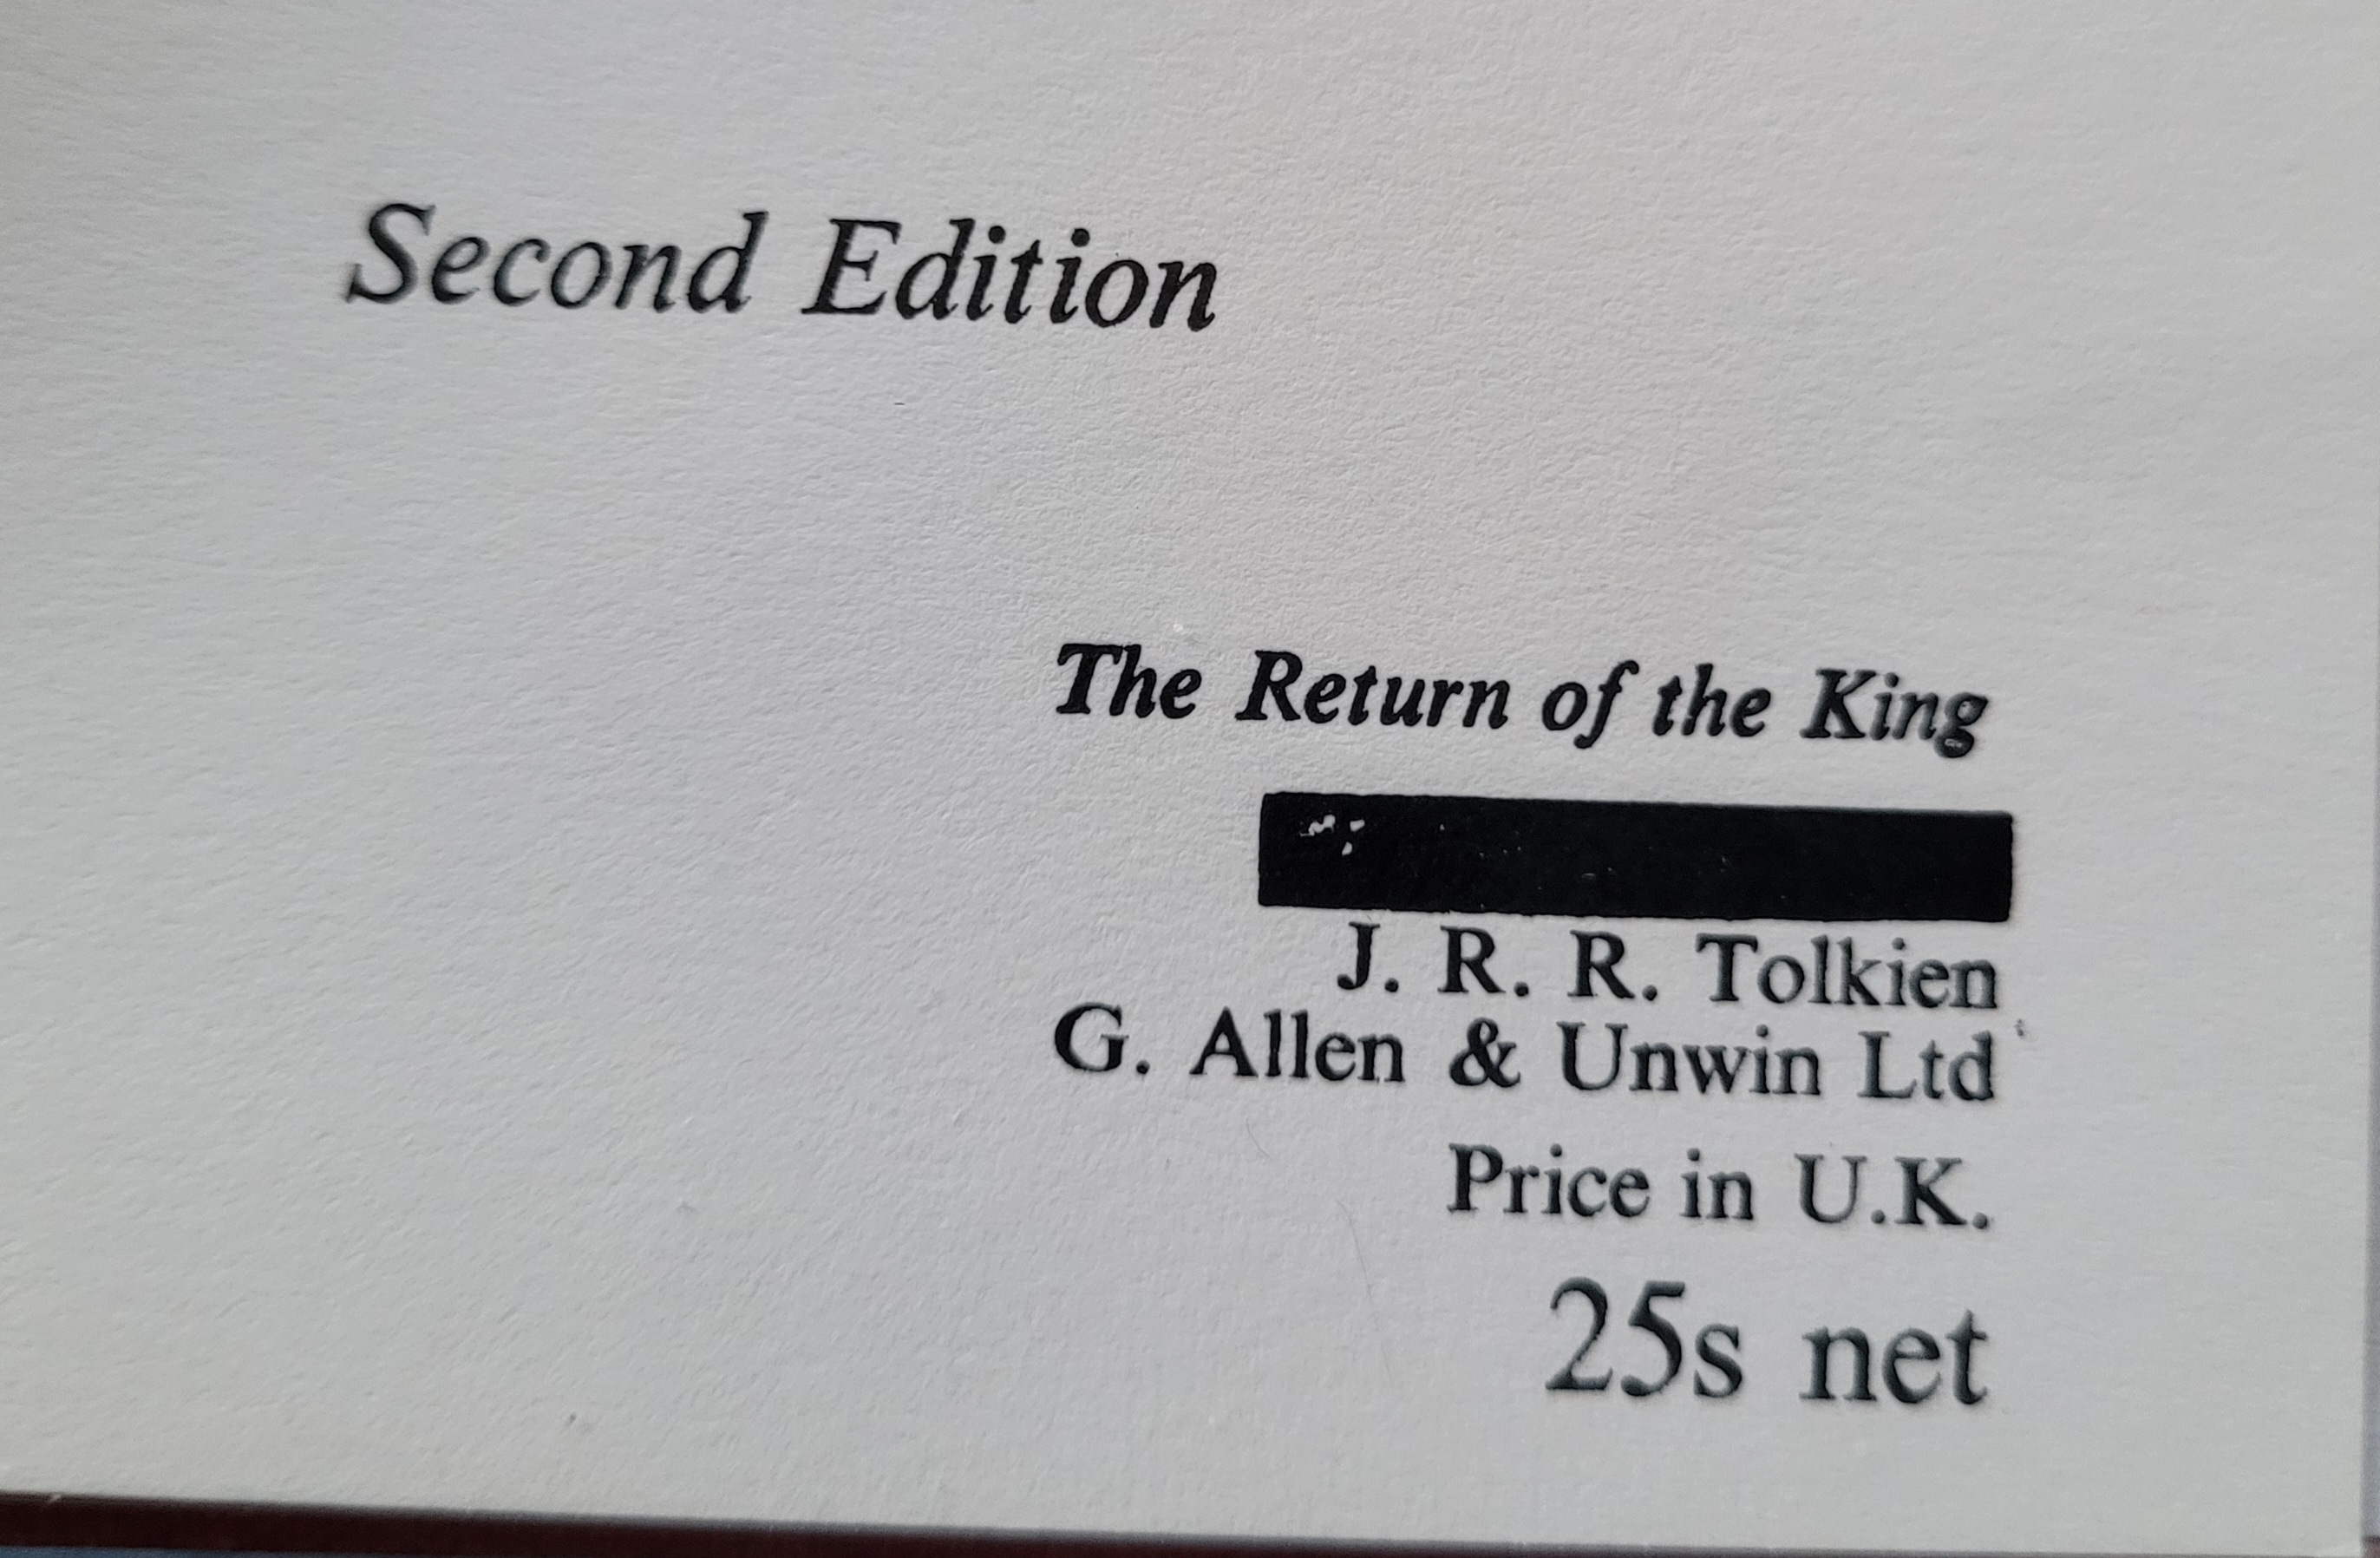 Second Edition
The Return of the King
J. R. R. Tolkien
G. Allen & Unwin Ltd
Price in U.K.
25s net